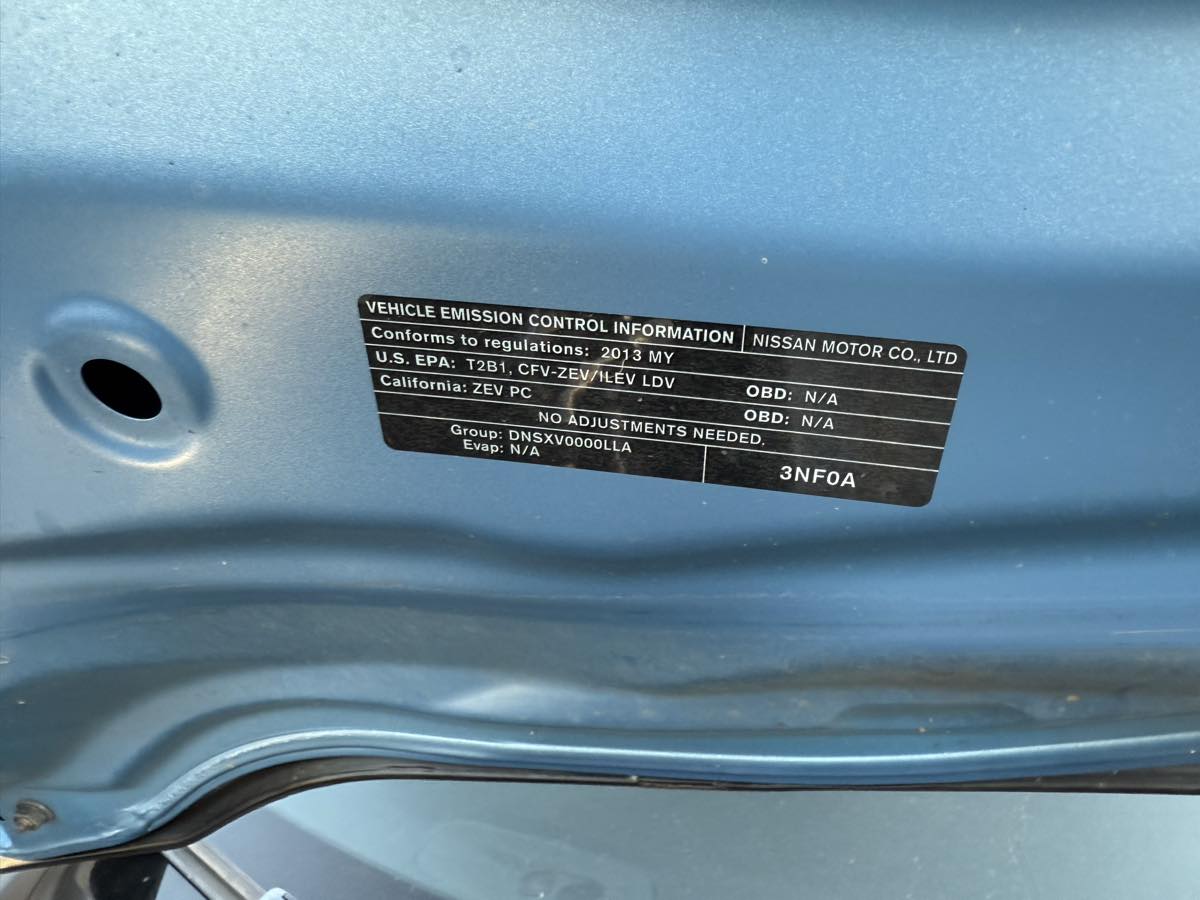 VEHICLE EMISSION CONTROL INFORMATION NISSAN MOTOR CO., LTD
Conforms to regulations: 2013 MY
U.S. EPA: T2B1, CFV-ZEV/ILEV LDV OBD: N/A
California: ZEV PC OBD: N/A
NO ADJUSTMENTS NEEDED.
Group: DNSXV0000LLA
Evap: N/A
3NF0A